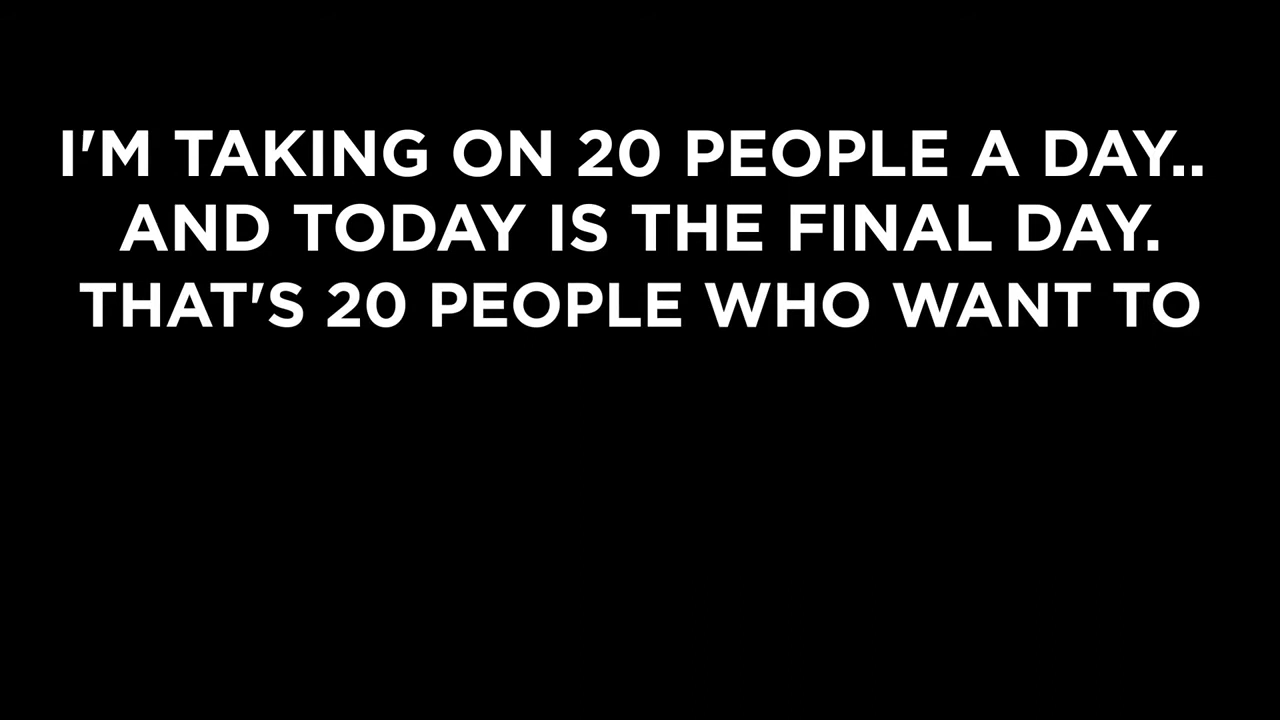 I'M TAKING ON 20 PEOPLE A DAY..
AND TODAY IS THE FINAL DAY.
THAT'S 20 PEOPLE WHO WANT TO